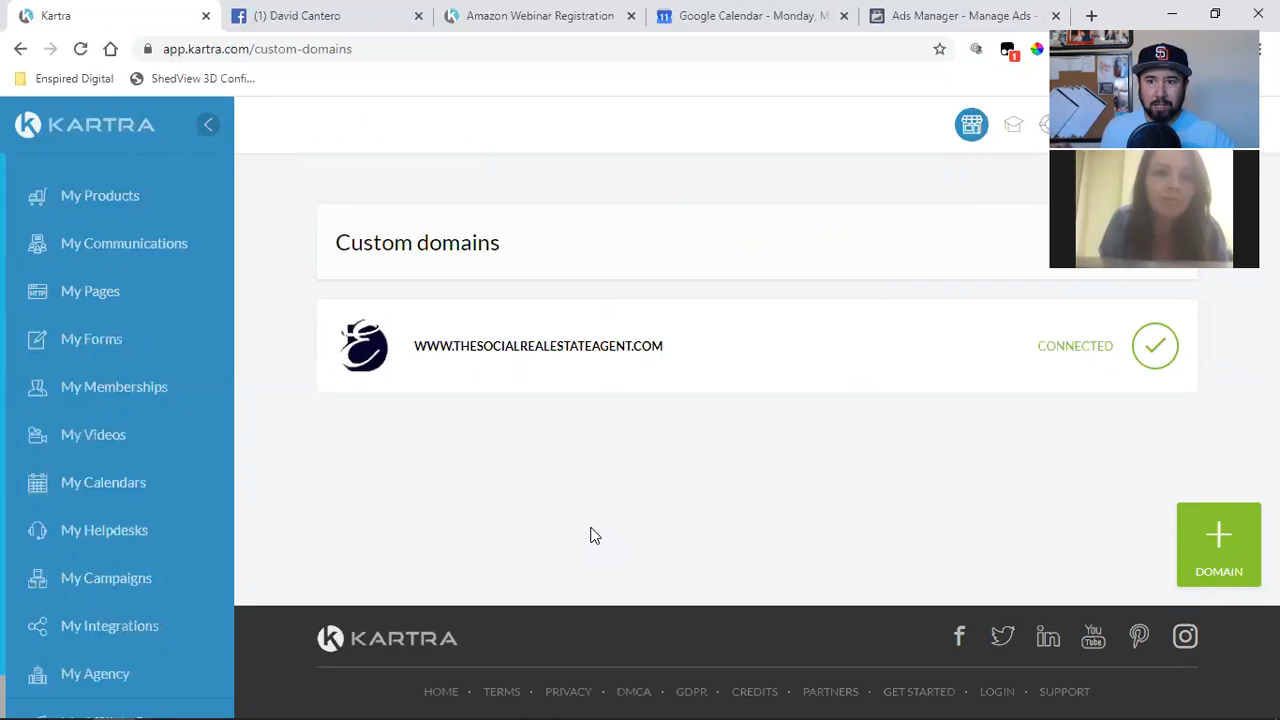 Kartra
(1) David Cantero
Amazon Webinar Registration
Google Calendar - Monday, M
Ads Manager - Manage Ads -
app.kartra.com/custom-domains
1
Enspired Digital
ShedView 3D Confi...
KARTRA
My Products
My Communications
My Pages
My Forms
My Memberships
My Videos
My Calendars
My Helpdesks
My Campaigns
My Integrations
My Agency
Custom domains
WWW.THESOCIALREALESTATEAGENT.COM
CONNECTED
DOMAIN
KARTRA
HOME · TERMS · PRIVACY · DMCA · GDPR · CREDITS · PARTNERS · GET STARTED · LOGIN · SUPPORT